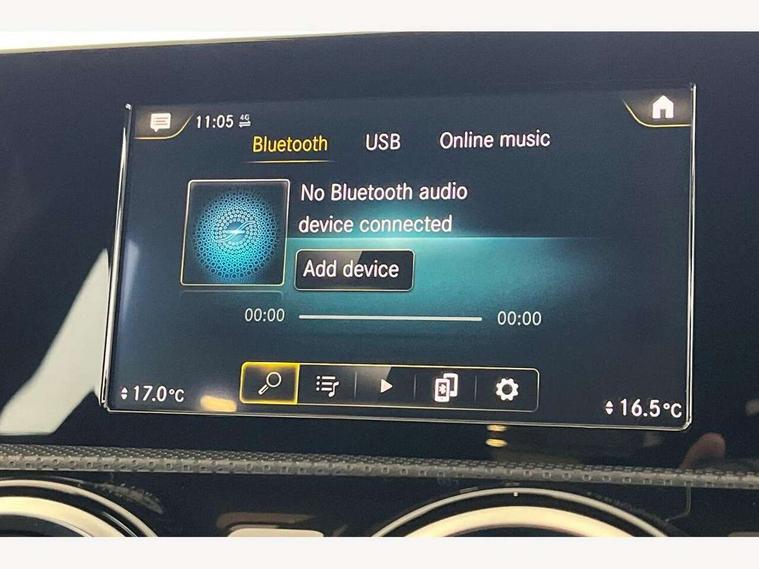 11:05 4G
Bluetooth USB Online music
No Bluetooth audio
device connected
Add device
00:00 00:00
17.0°C 16.5°C